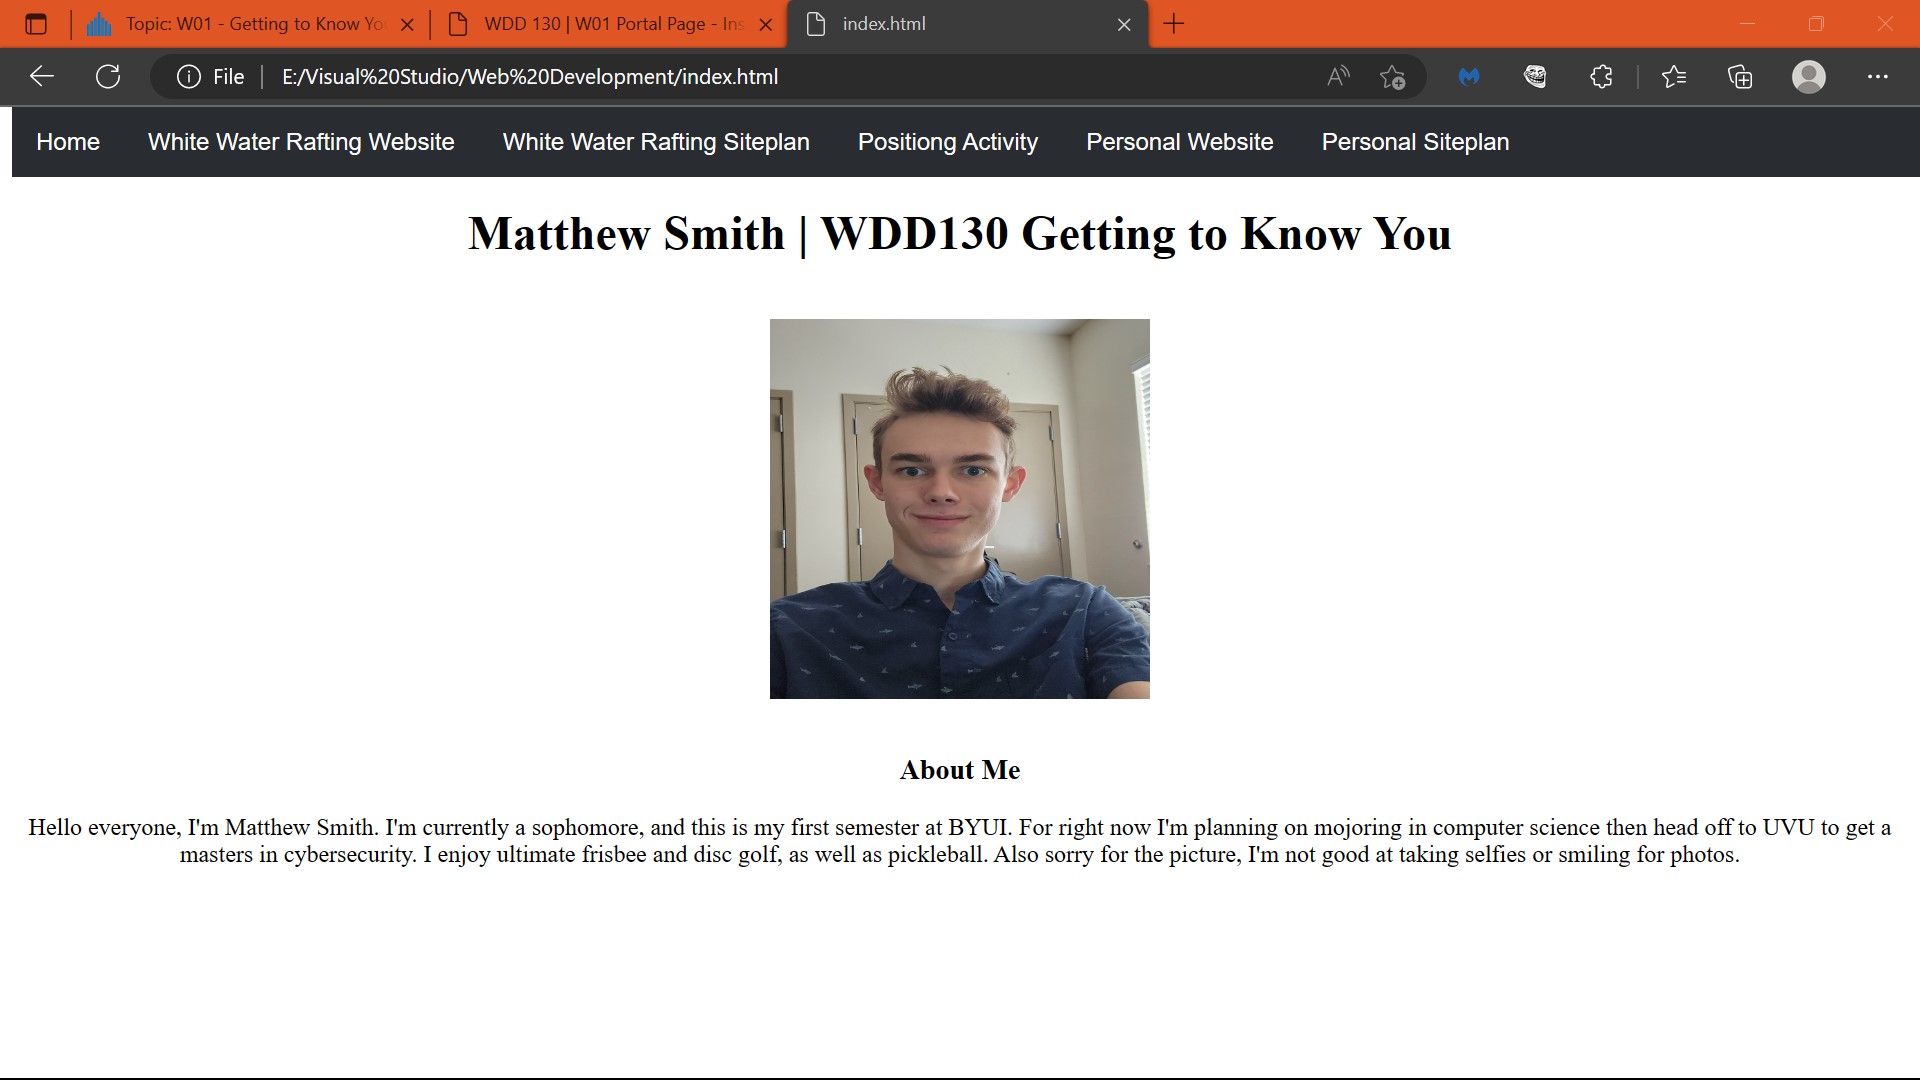 Topic: W01 - Getting to Know Yo
WDD 130 | W01 Portal Page - Ins
index.html
File
E:/Visual%20Studio/Web%20Development/index.html
Home
White Water Rafting Website
White Water Rafting Siteplan
Positiong Activity
Personal Website
Personal Siteplan
Matthew Smith | WDD130 Getting to Know You
About Me
Hello everyone, I'm Matthew Smith. I'm currently a sophomore, and this is my first semester at BYUI. For right now I'm planning on mojoring in computer science then head off to UVU to get a
masters in cybersecurity. I enjoy ultimate frisbee and disc golf, as well as pickleball. Also sorry for the picture, I'm not good at taking selfies or smiling for photos.